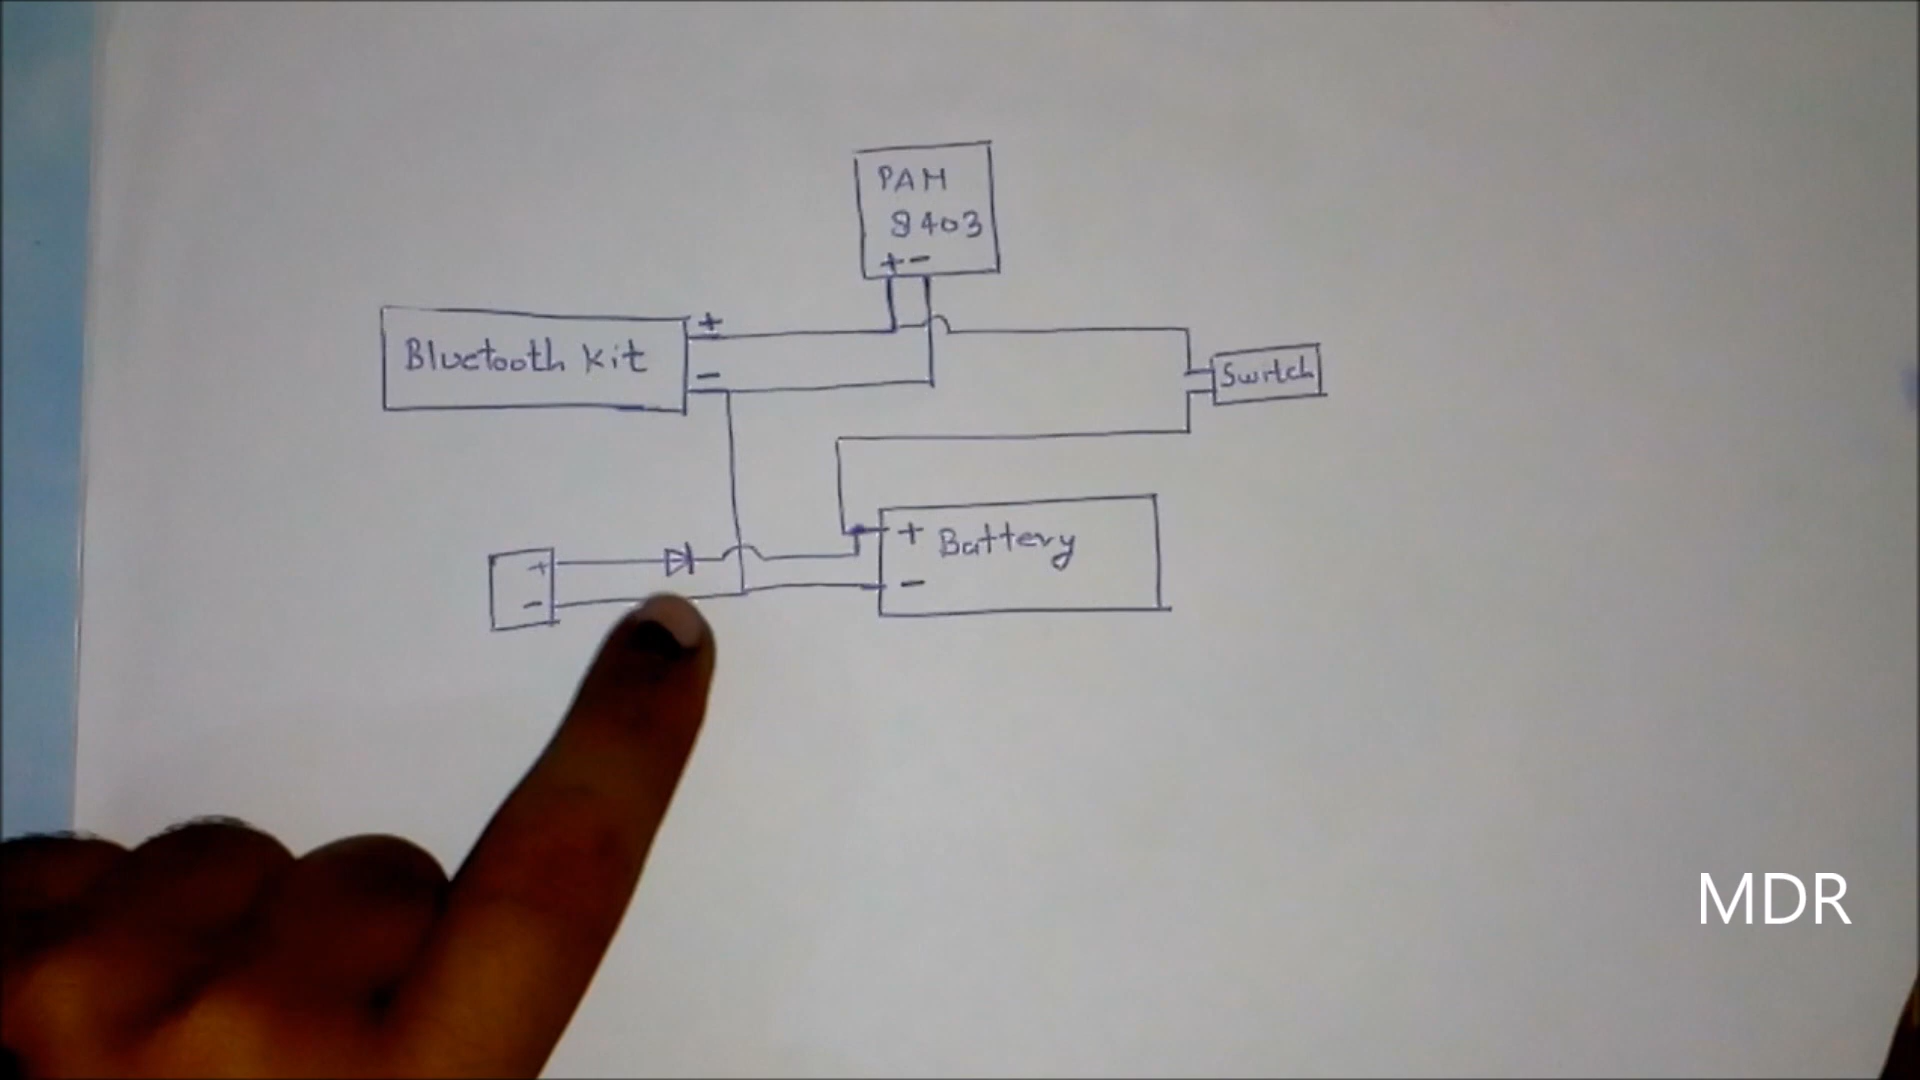 PAM
8403
+ -
+
Bluetooth kit
-
Switch
+ Battery
-
+
-
MDR